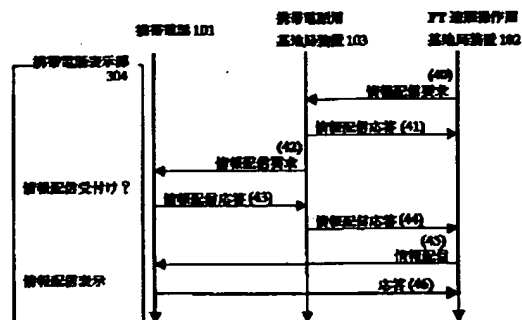 携帯電話 101
携帯電話用
基地局装置 103
PT 遠隔操作用
基地局装置 102
携帯電話表示部
304
(40)
情報配信要求
情報配信応答 (41)
(42)
情報配信要求
情報配信受付け?
情報配信応答 (43)
情報配信応答 (44)
(45)
情報配信
情報配信表示
応答 (46)